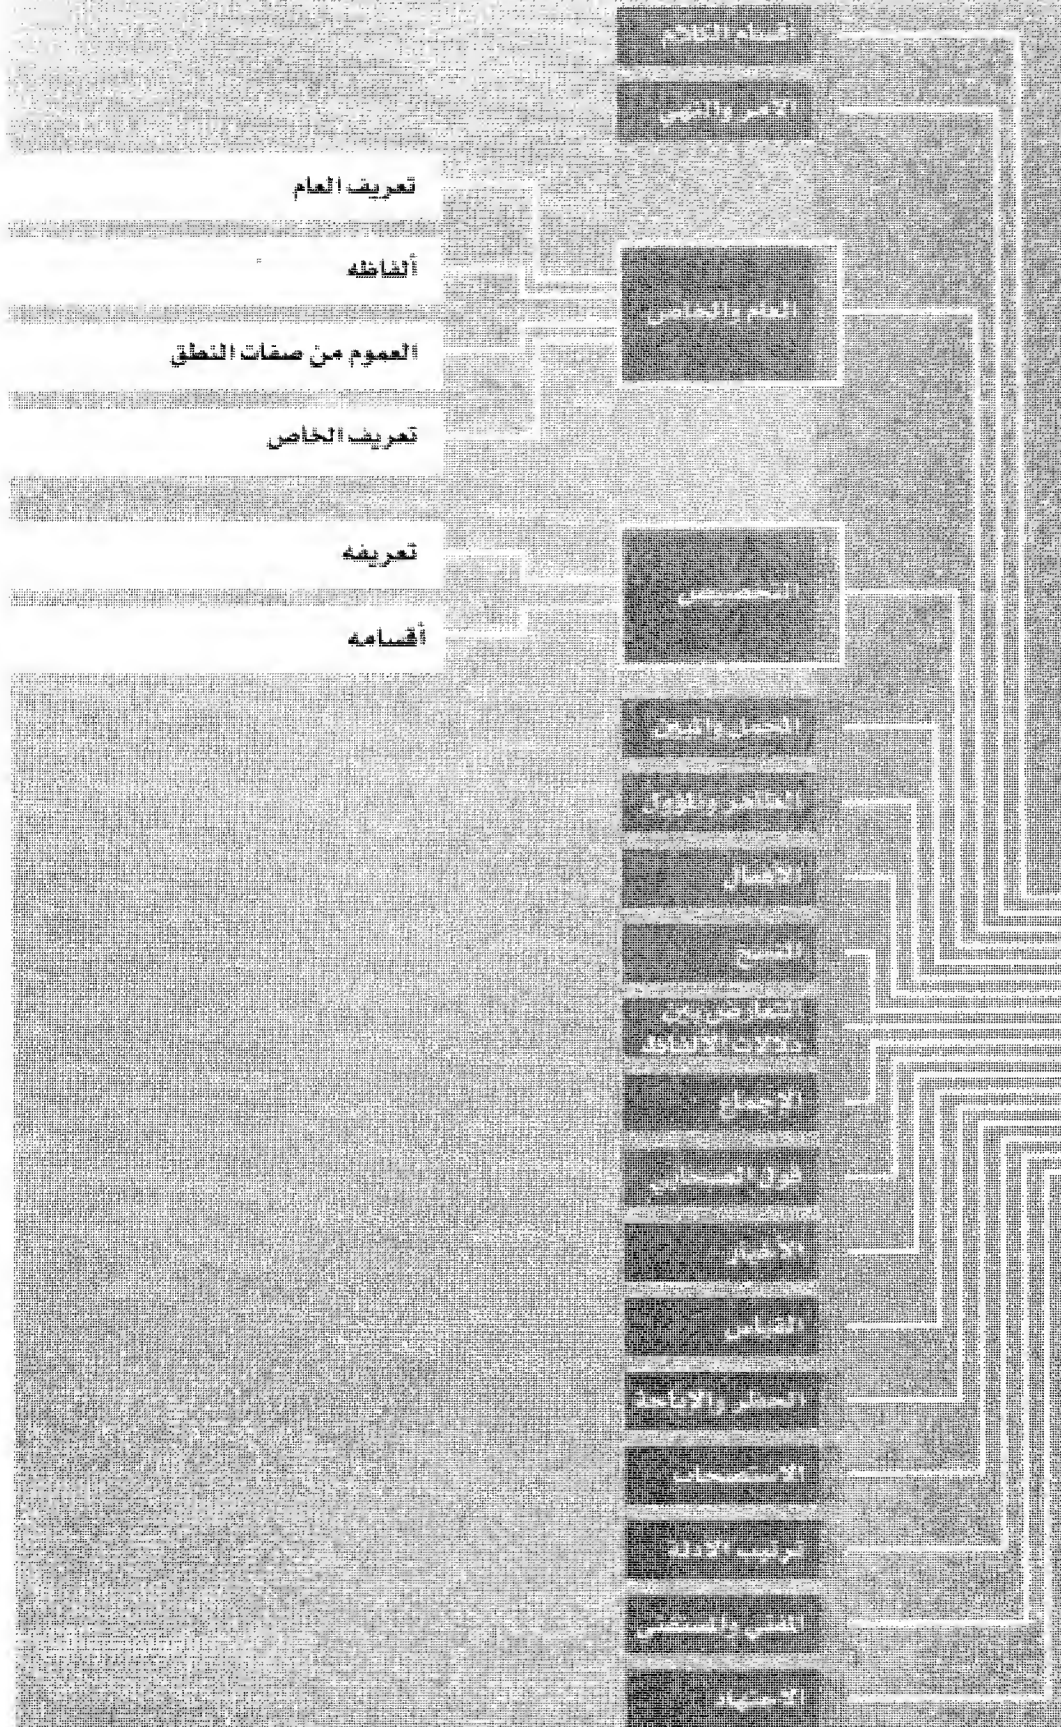 أقسام الكلام
الأمر والنهي
العام والخاص
تعريف العام
ألفاظه
العموم من صفات النطق
تعريف الخاص
التخصيص
تعريفه
أقسامه
المجمل والمبين
الظاهر والمؤول
الأفعال
النسخ
التعارض بين
دلالات الألفاظ
الإجماع
قول الصحابي
الأخبار
القياس
الحظر والإباحة
الاستصحاب
ترتيب الأدلة
المفتي والمستفتي
الاجتهاد